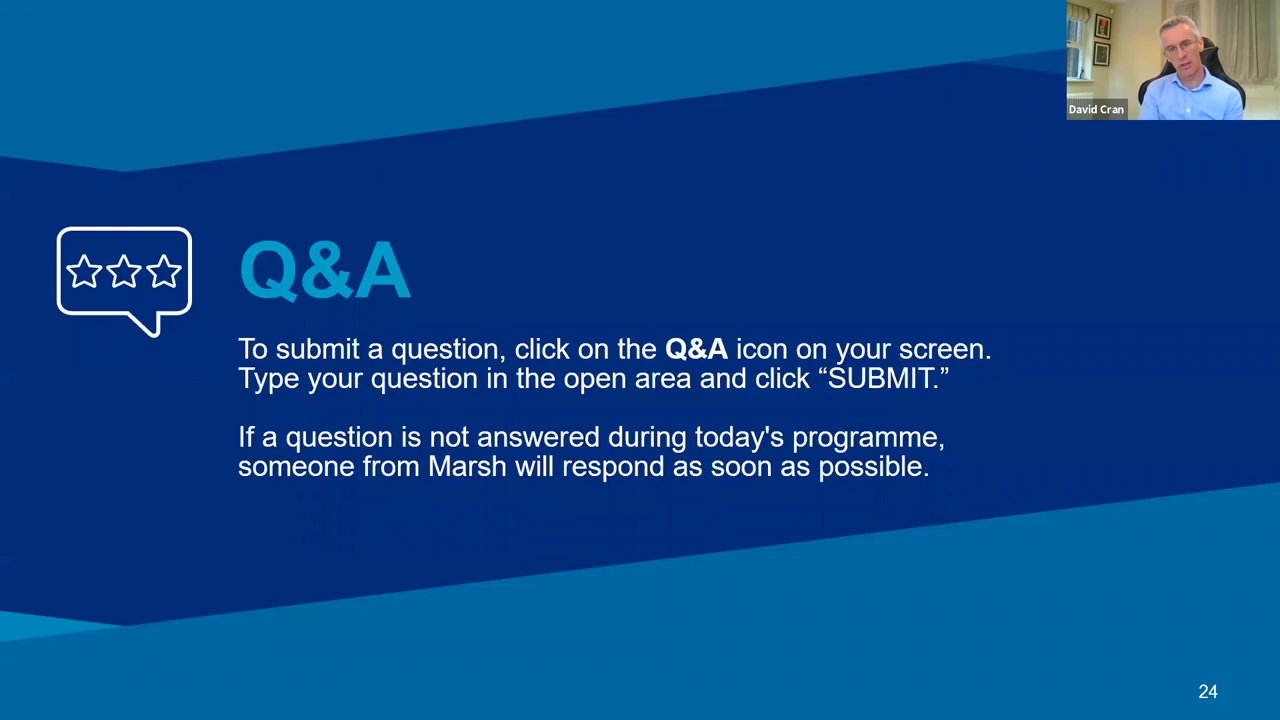 David Cran
Q&A
To submit a question, click on the Q&A icon on your screen.
Type your question in the open area and click “SUBMIT.”
If a question is not answered during today's programme,
someone from Marsh will respond as soon as possible.
24